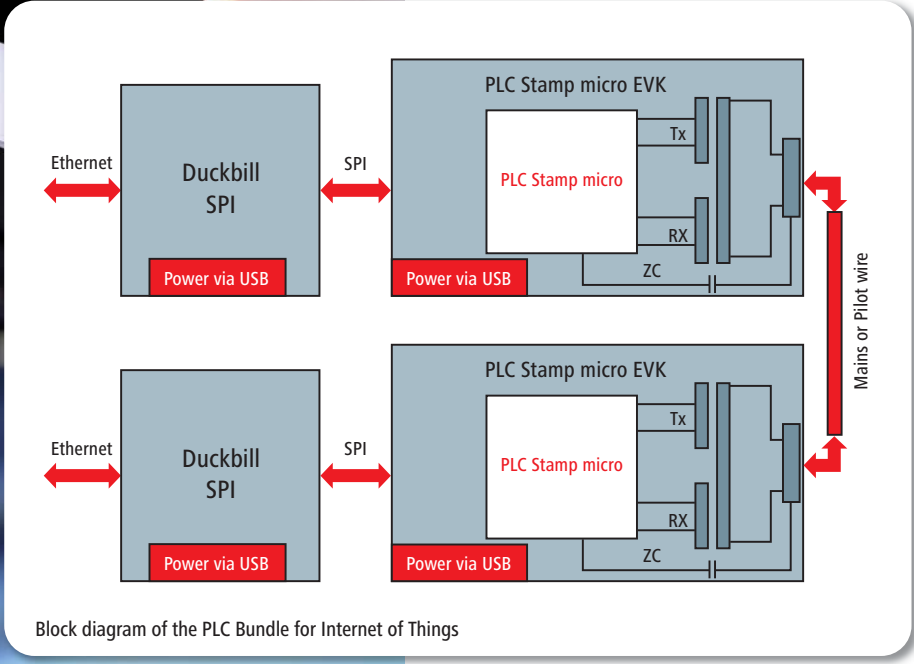 PLC Stamp micro EVK
Ethernet
Duckbill
SPI
SPI
PLC Stamp micro
Tx
RX
ZC
Power via USB
Power via USB
Mains or Pilot wire
PLC Stamp micro EVK
Ethernet
Duckbill
SPI
SPI
PLC Stamp micro
Tx
RX
ZC
Power via USB
Power via USB
Block diagram of the PLC Bundle for Internet of Things